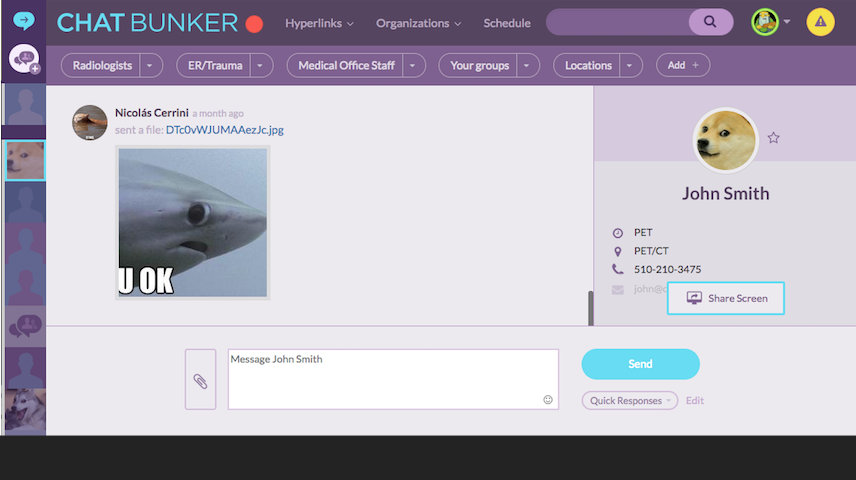 CHAT BUNKER
Hyperlinks
Organizations
Schedule
Radiologists
ER/Trauma
Medical Office Staff
Your groups
Locations
Add +
Nicolás Cerrini a month ago
sent a file: DTc0vWJUMAAezJc.jpg
U OK
John Smith
PET
PET/CT
510-210-3475
john@
Share Screen
Message John Smith
Send
Quick Responses
Edit